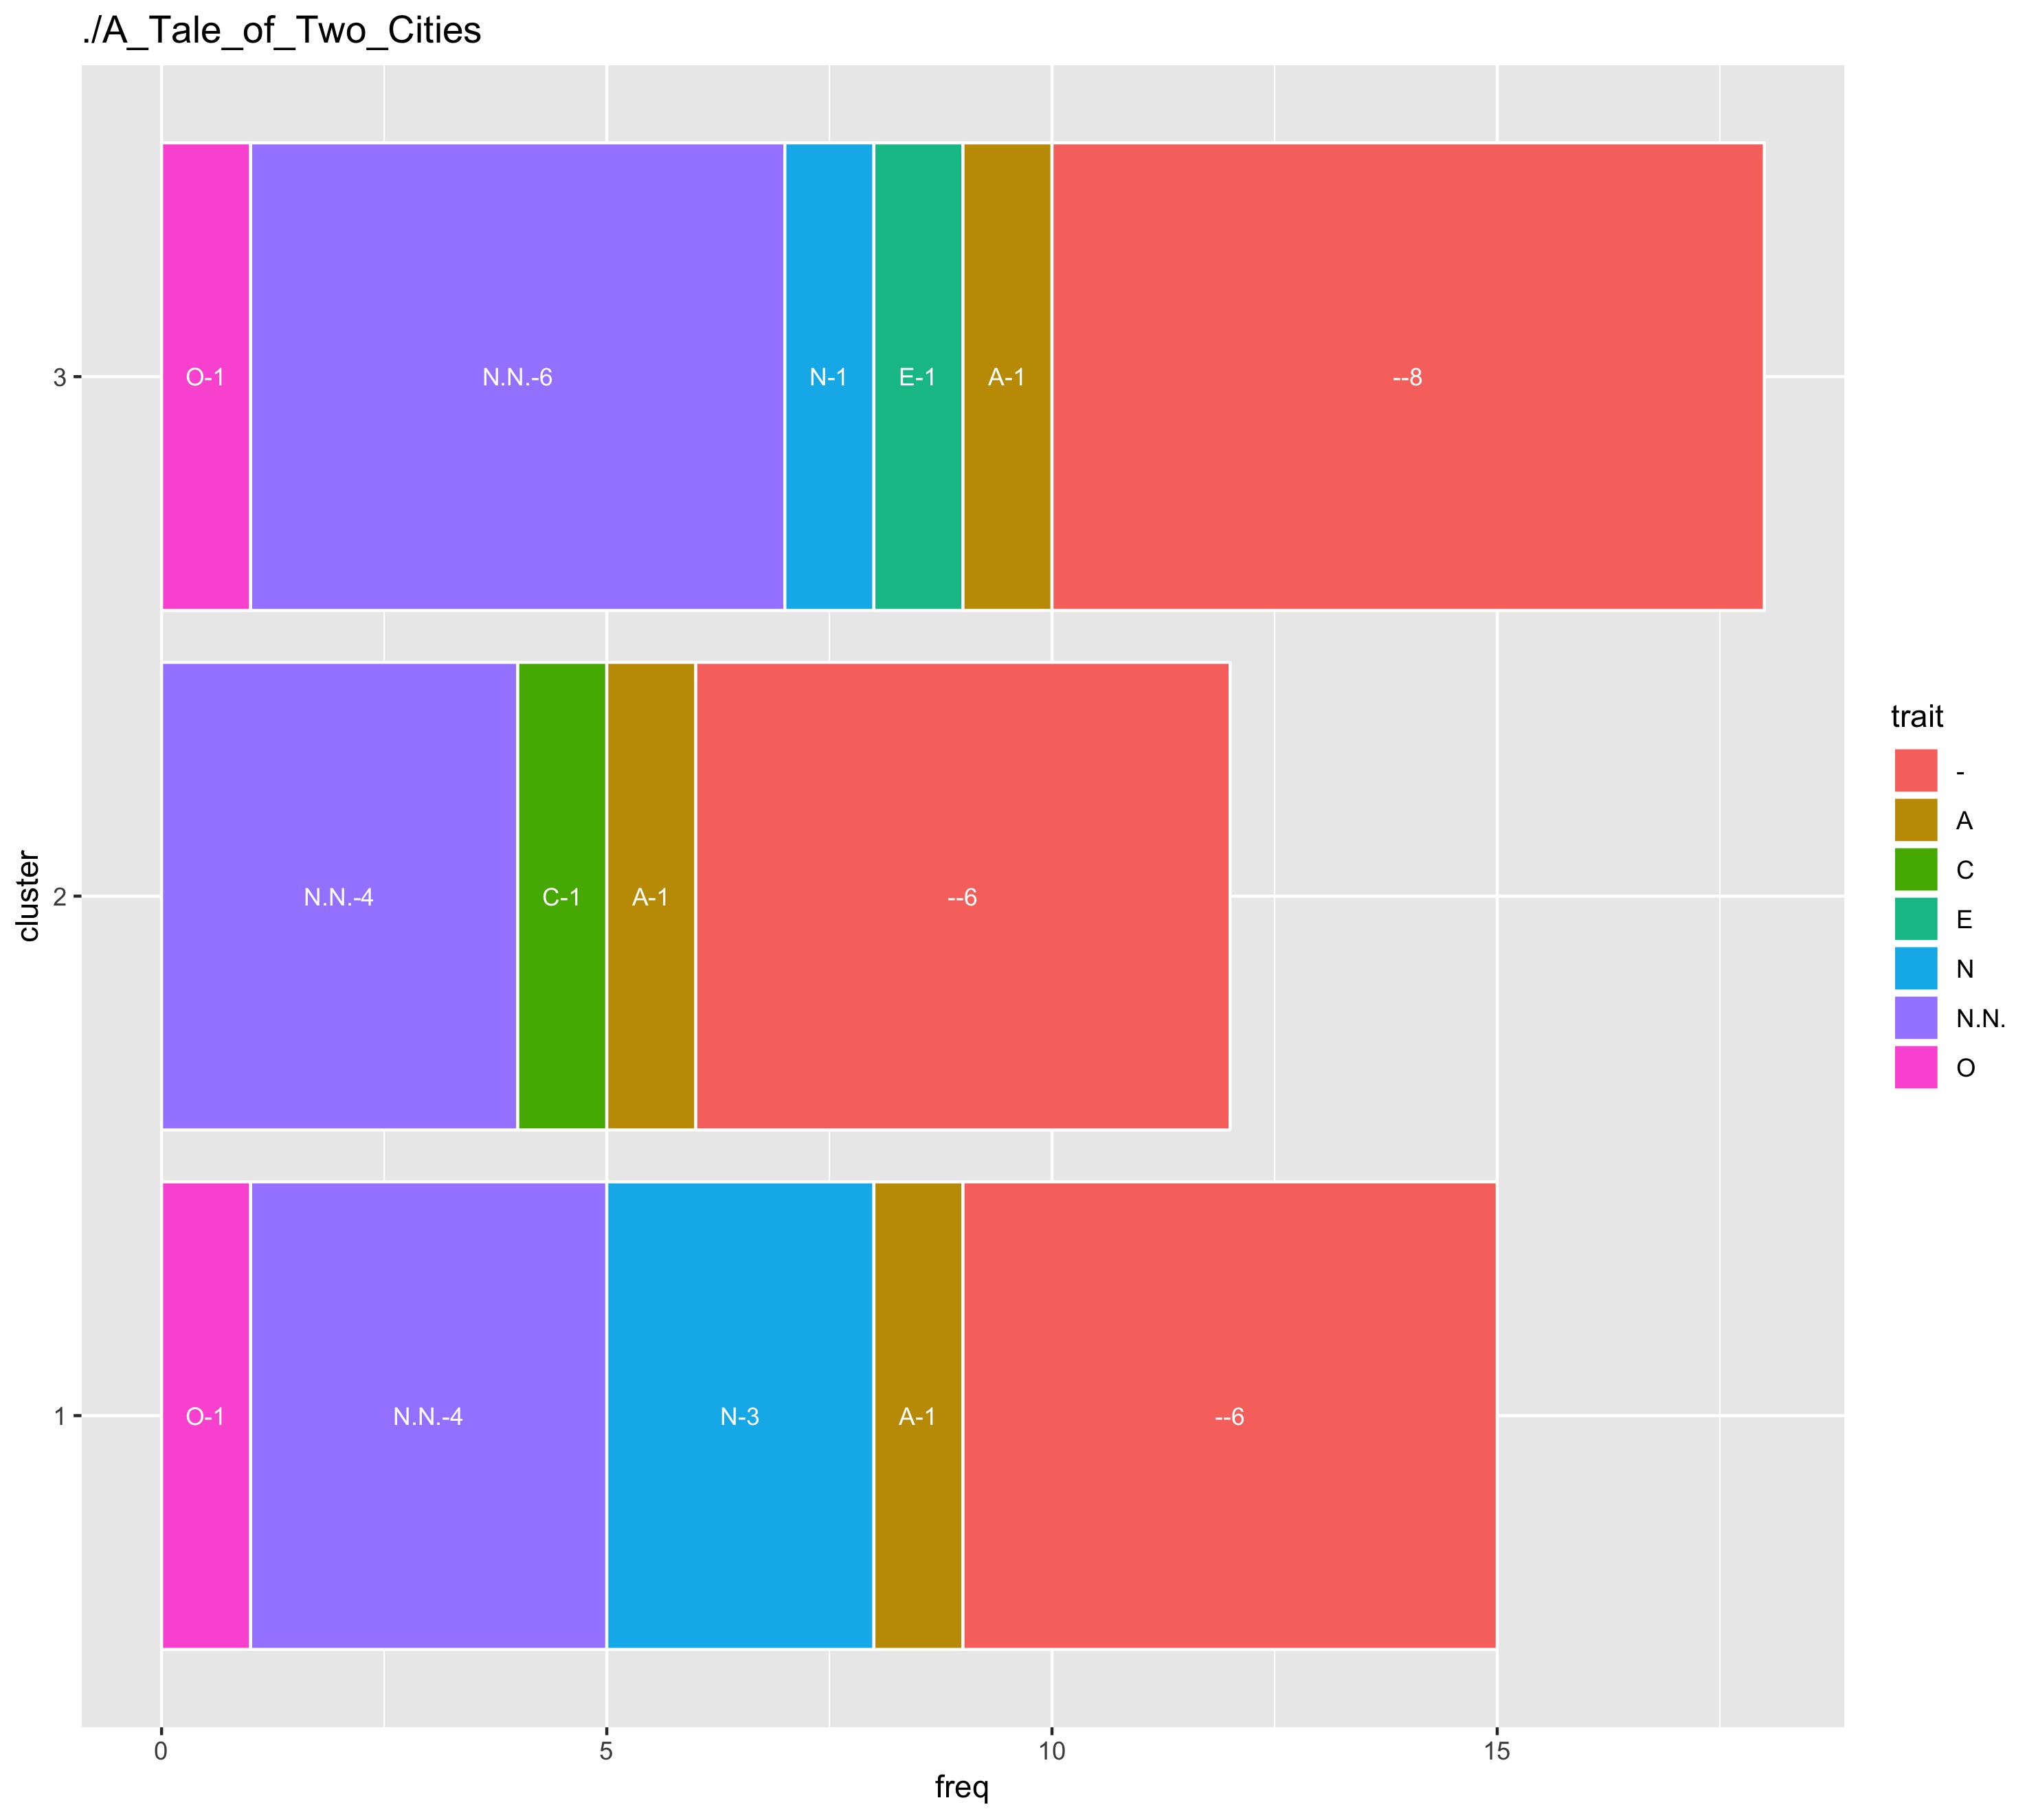 ./A_Tale_of_Two_Cities
3
O-1 N.N.-6 N-1 E-1 A-1 --8
2
N.N.-4 C-1 A-1 --6
1
O-1 N.N.-4 N-3 A-1 --6
cluster
0 5 10 15
freq
trait
-
A
C
E
N
N.N.
O